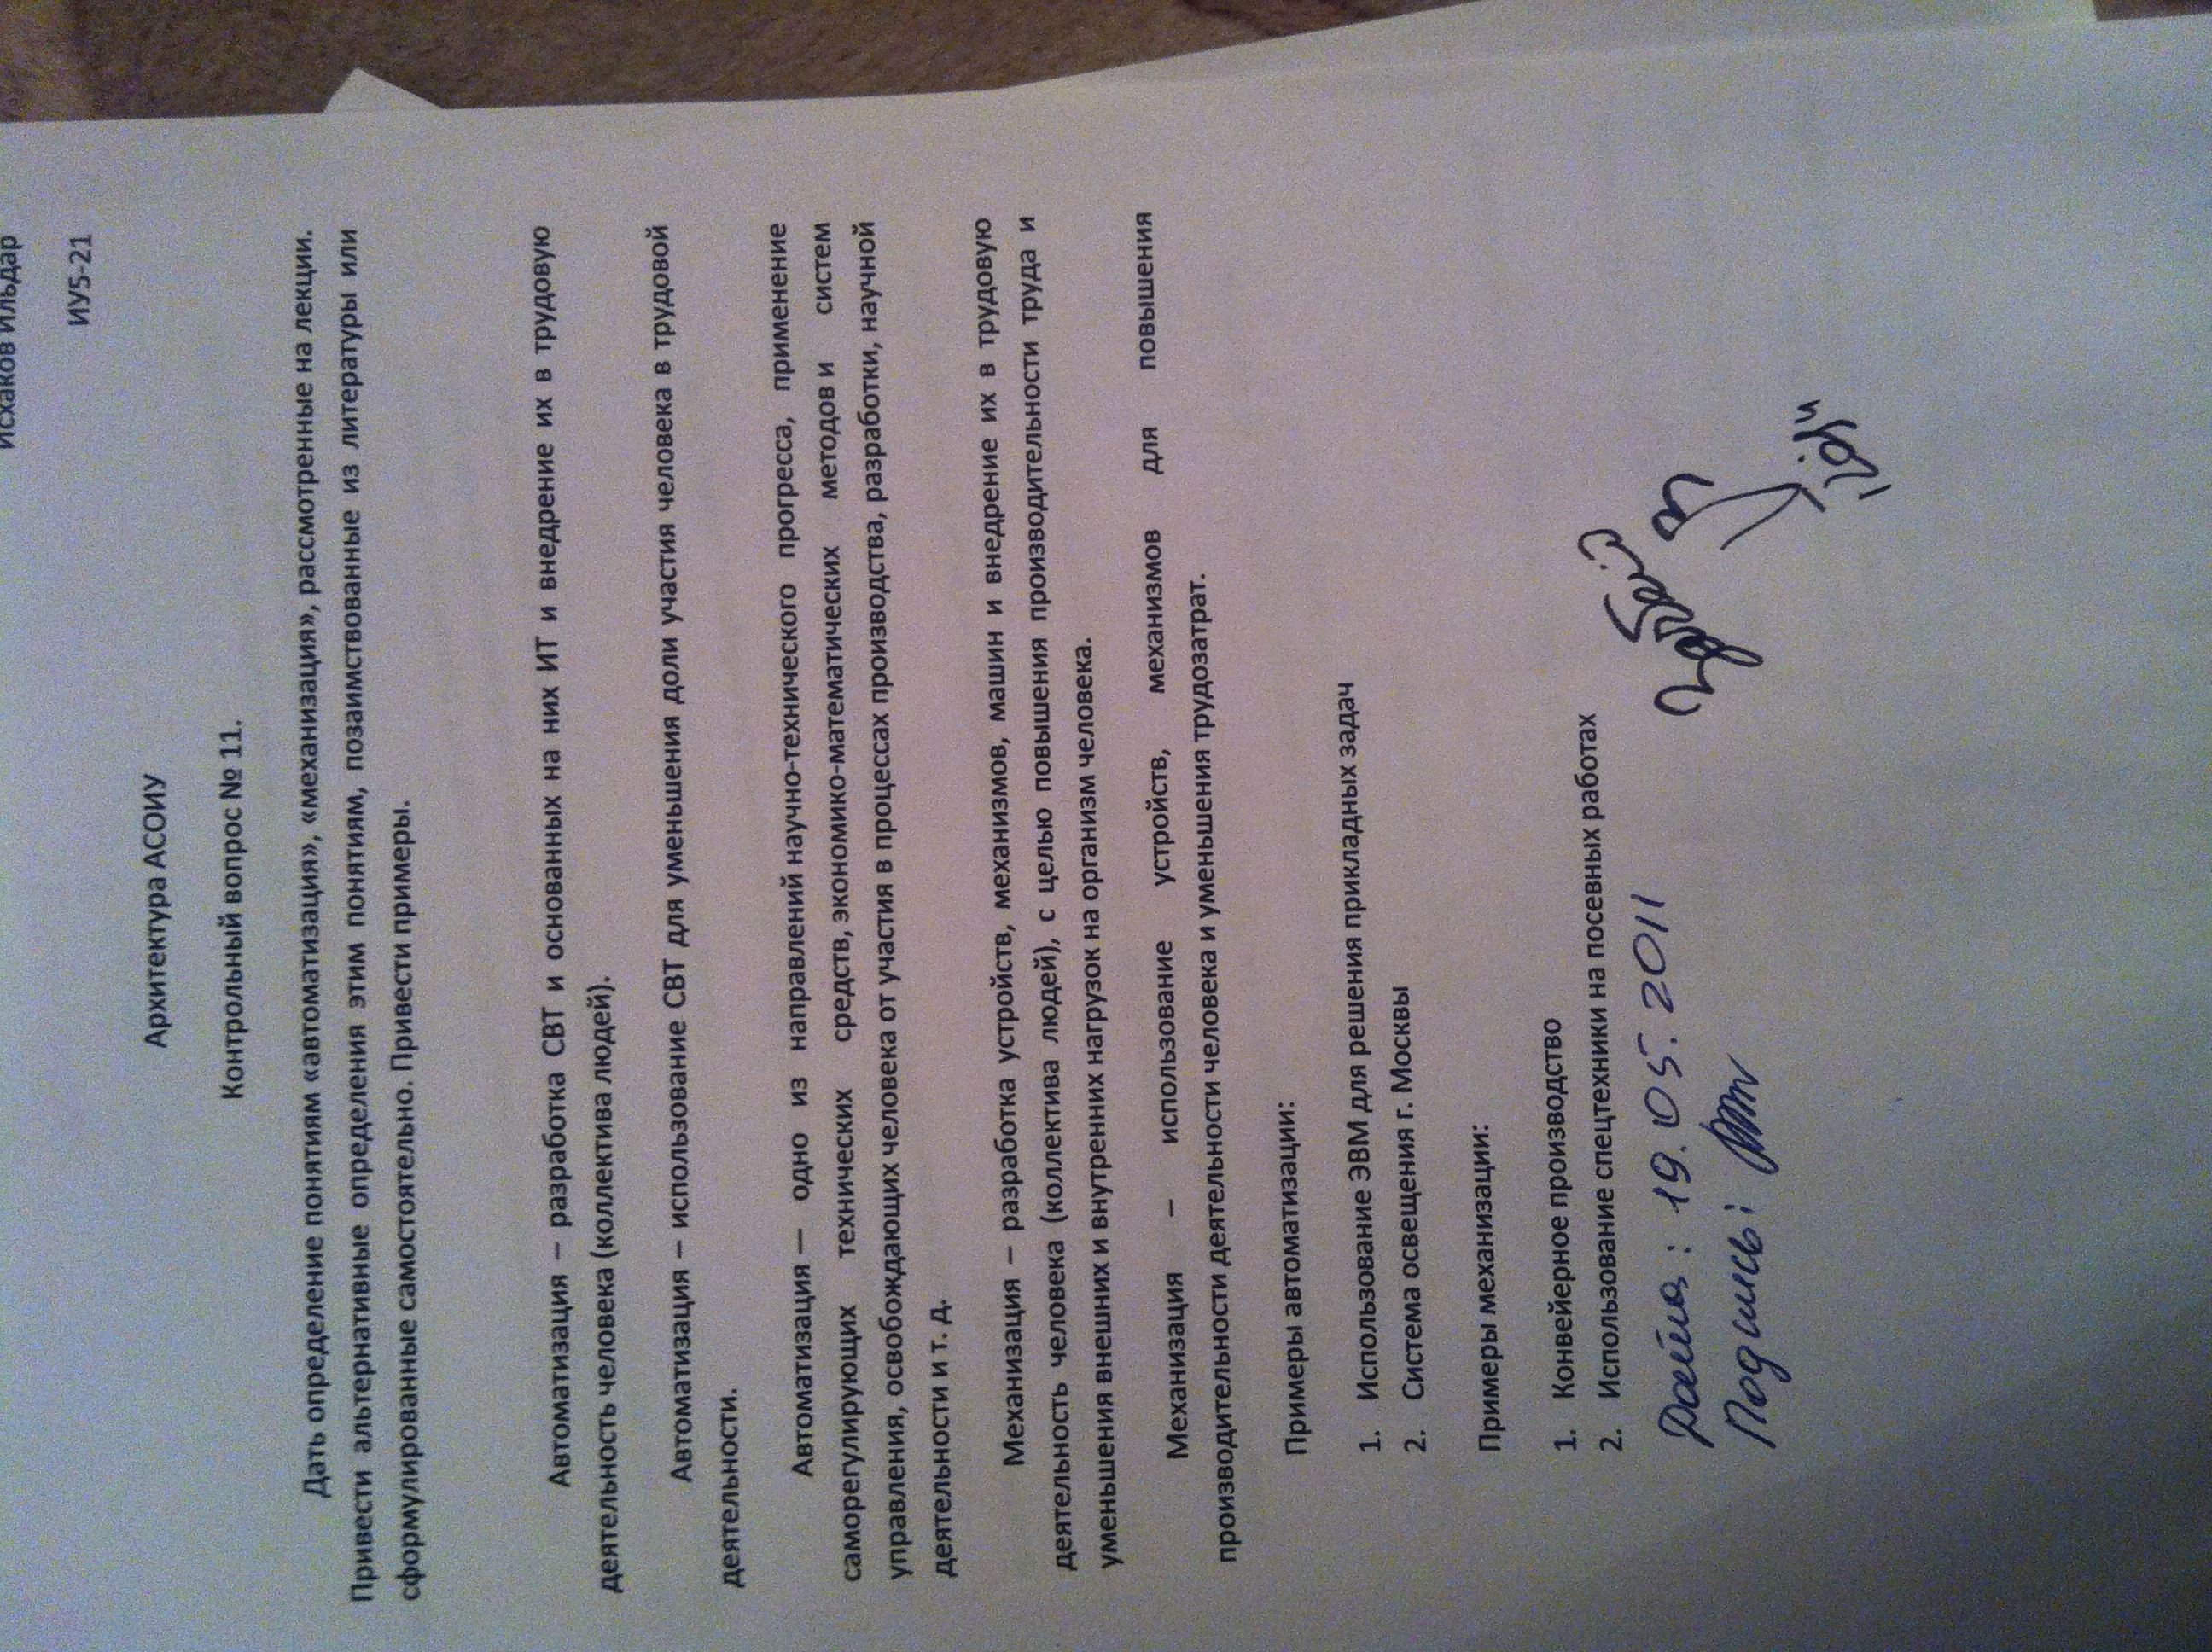 Исхаков Ильдар
ИУ5-21
Архитектура АСОИУ
Контрольный вопрос № 11.
Дать определение понятиям «автоматизация», «механизация», рассмотренные на лекции.
Привести альтернативные определения этим понятиям, позаимствованные из литературы или
сформулированные самостоятельно. Привести примеры.
Автоматизация – разработка СВТ и основанных на них ИТ и внедрение их в трудовую
деятельность человека (коллектива людей).
Автоматизация – использование СВТ для уменьшения доли участия человека в трудовой
деятельности.
Автоматизация — одно из направлений научно-технического прогресса, применение
саморегулирующих технических средств, экономико-математических методов и систем
управления, освобождающих человека от участия в процессах производства, разработки, научной
деятельности и т. д.
Механизация – разработка устройств, механизмов, машин и внедрение их в трудовую
деятельность человека (коллектива людей), с целью повышения производительности труда и
уменьшения внешних и внутренних нагрузок на организм человека.
Механизация – использование устройств, механизмов для повышения
производительности деятельности человека и уменьшения трудозатрат.
Примеры автоматизации:
1. Использование ЭВМ для решения прикладных задач
2. Система освещения г. Москвы
Примеры механизации:
1. Конвейерное производство
2. Использование спецтехники на посевных работах
Дата: 19.05.2011
Подпись: